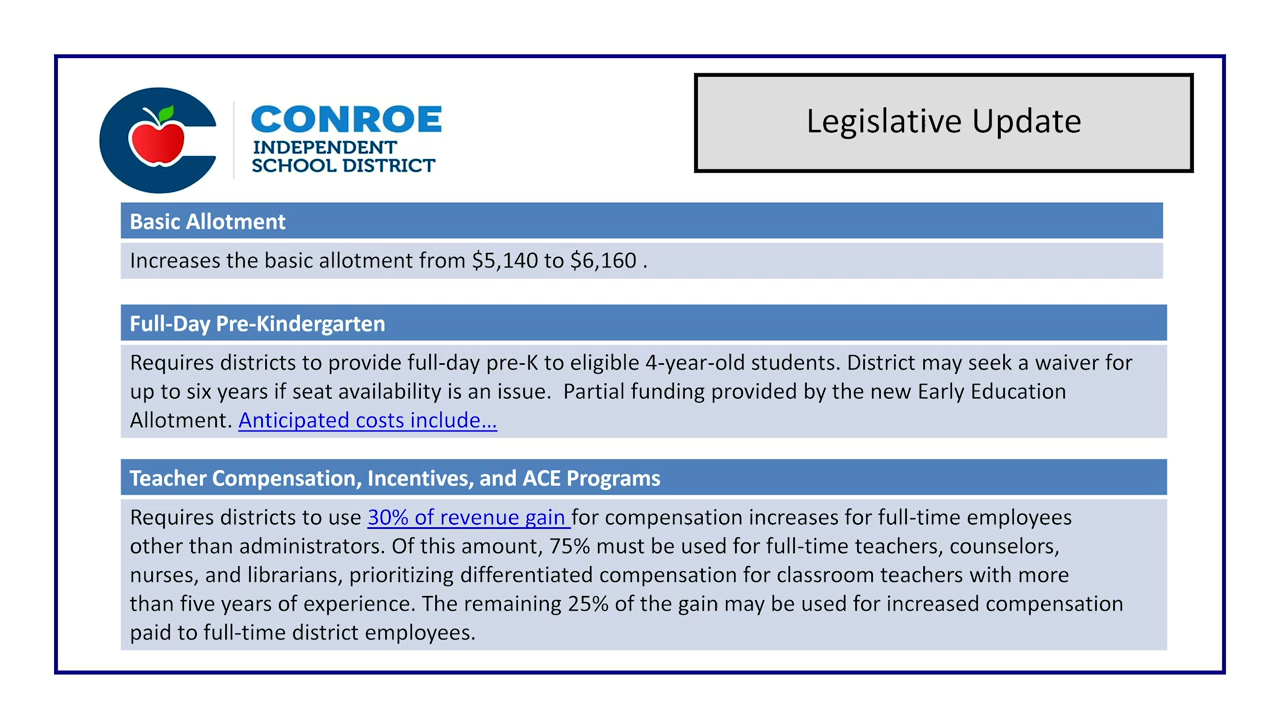 CONROE
INDEPENDENT
SCHOOL DISTRICT
Legislative Update
Basic Allotment
Increases the basic allotment from $5,140 to $6,160 .
Full-Day Pre-Kindergarten
Requires districts to provide full-day pre-K to eligible 4-year-old students. District may seek a waiver for
up to six years if seat availability is an issue.  Partial funding provided by the new Early Education
Allotment. Anticipated costs include…
Teacher Compensation, Incentives, and ACE Programs
Requires districts to use 30% of revenue gain for compensation increases for full-time employees
other than administrators. Of this amount, 75% must be used for full-time teachers, counselors,
nurses, and librarians, prioritizing differentiated compensation for classroom teachers with more
than five years of experience. The remaining 25% of the gain may be used for increased compensation
paid to full-time district employees.